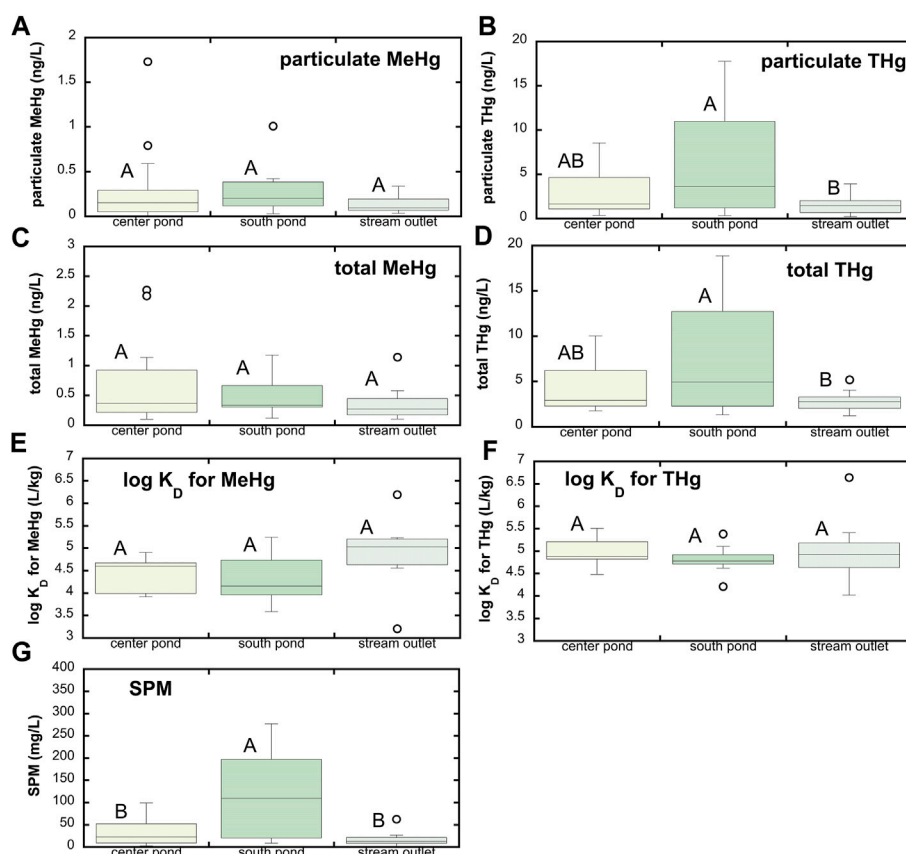 A
particulate MeHg
particulate MeHg (ng/L)
2
1.5
1
0.5
0
A
A
A
center pond
south pond
stream outlet
B
particulate THg
particulate THg (ng/L)
20
15
10
5
0
AB
A
B
center pond
south pond
stream outlet
C
total MeHg
total MeHg (ng/L)
3
2.5
2
1.5
1
0.5
0
A
A
A
center pond
south pond
stream outlet
D
total THg
total THg (ng/L)
20
15
10
5
0
AB
A
B
center pond
south pond
stream outlet
E
log KD for MeHg
log KD for MeHg (L/kg)
7
6.5
6
5.5
5
4.5
4
3.5
3
A
A
A
center pond
south pond
stream outlet
F
log KD for THg
log KD for THg (L/kg)
7
6.5
6
5.5
5
4.5
4
3.5
3
A
A
A
center pond
south pond
stream outlet
G
SPM
SPM (mg/L)
400
350
300
250
200
150
100
50
0
B
A
B
center pond
south pond
stream outlet